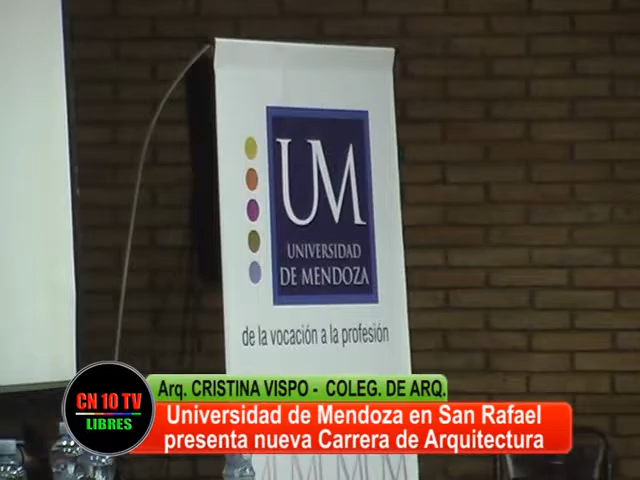 UM
UNIVERSIDAD
DE MENDOZA
de la vocación a la profesión
Arq. CRISTINA VISPO - COLEG. DE ARQ.
CN 10 TV
LIBRES
Universidad de Mendoza en San Rafael
presenta nueva Carrera de Arquitectura